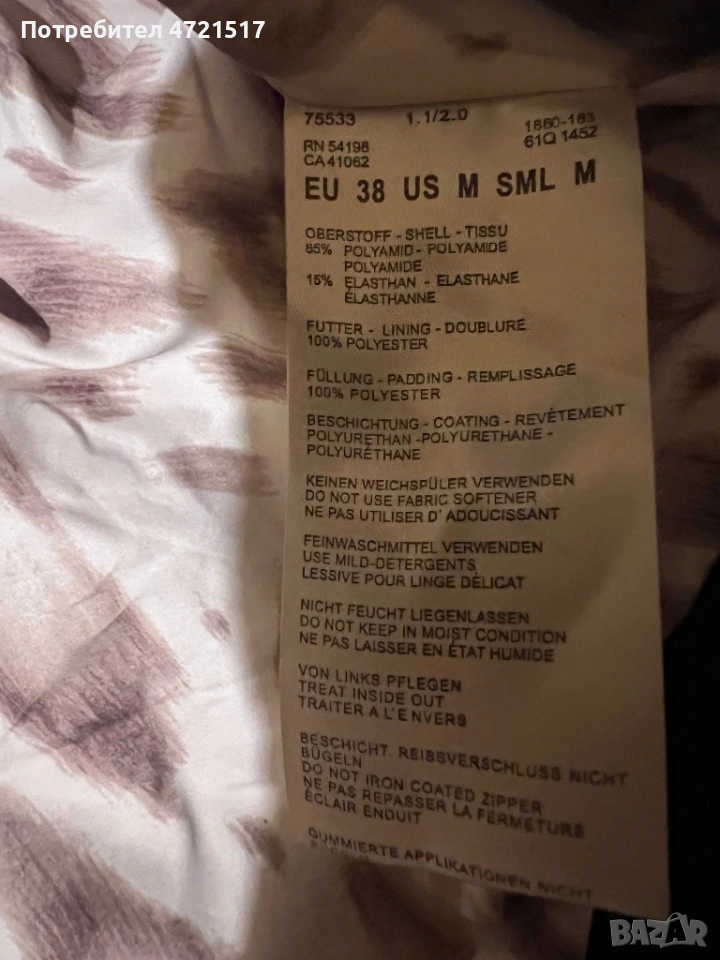 Потребител 4721517
75533 1.1/2.0 1860-163
RN 54198 61Q 1452
CA 41062
EU 38 US M SML M
OBERSTOFF - SHELL - TISSU
85% POLYAMID - POLYAMIDE
POLYAMIDE
15% ELASTHAN - ELASTHANE
ÉLASTHANNE
FUTTER - LINING - DOUBLURE
100% POLYESTER
FÜLLUNG - PADDING - REMPLISSAGE
100% POLYESTER
BESCHICHTUNG - COATING - REVÊTEMENT
POLYURETHAN -POLYURETHANE -
POLYURÉTHANE
KEINEN WEICHSPÜLER VERWENDEN
DO NOT USE FABRIC SOFTENER
NE PAS UTILISER D' ADOUCISSANT
FEINWASCHMITTEL VERWENDEN
USE MILD-DETERGENTS
LESSIVE POUR LINGE DÉLICAT
NICHT FEUCHT LIEGENLASSEN
DO NOT KEEP IN MOIST CONDITION
NE PAS LAISSER EN ÉTAT HUMIDE
VON LINKS PFLEGEN
TREAT INSIDE OUT
TRAITER A L'E NVERS
BESCHICHT. REISSVERSCHLUSS NICHT
BÜGELN
DO NOT IRON COATED ZIPPER
NE PAS REPASSER LA FERMETURE
ÉCLAIR ENDUIT
GUMMIERTE APPLIKATIONEN NICHT
BAZAR